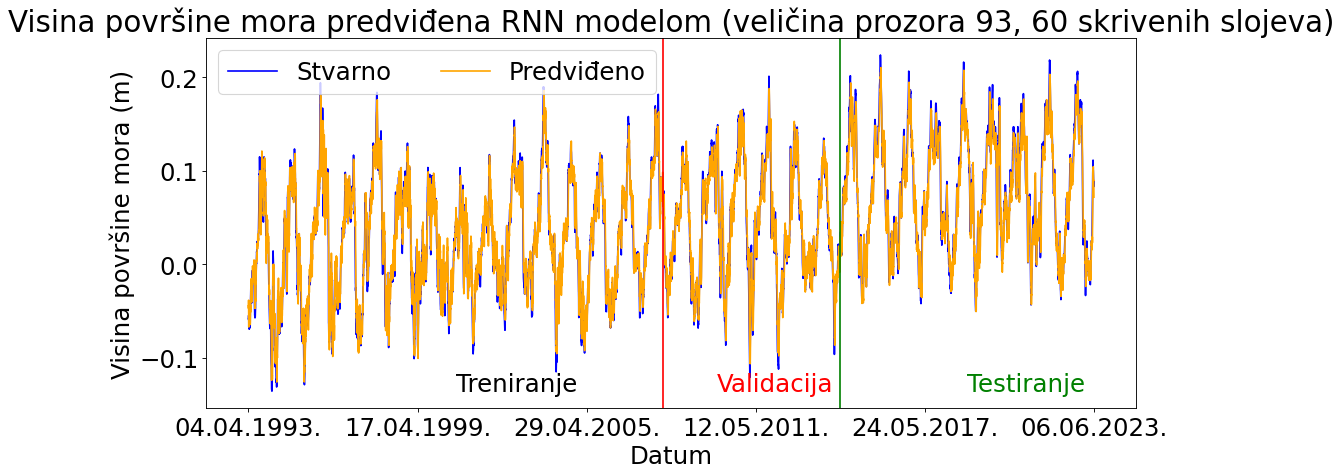 Visina površine mora predviđena RNN modelom (veličina prozora 93, 60 skrivenih slojeva)
Stvarno Predviđeno
Visina površine mora (m)
0.2
0.1
0.0
−0.1
Treniranje Validacija Testiranje
04.04.1993. 17.04.1999. 29.04.2005. 12.05.2011. 24.05.2017. 06.06.2023.
Datum